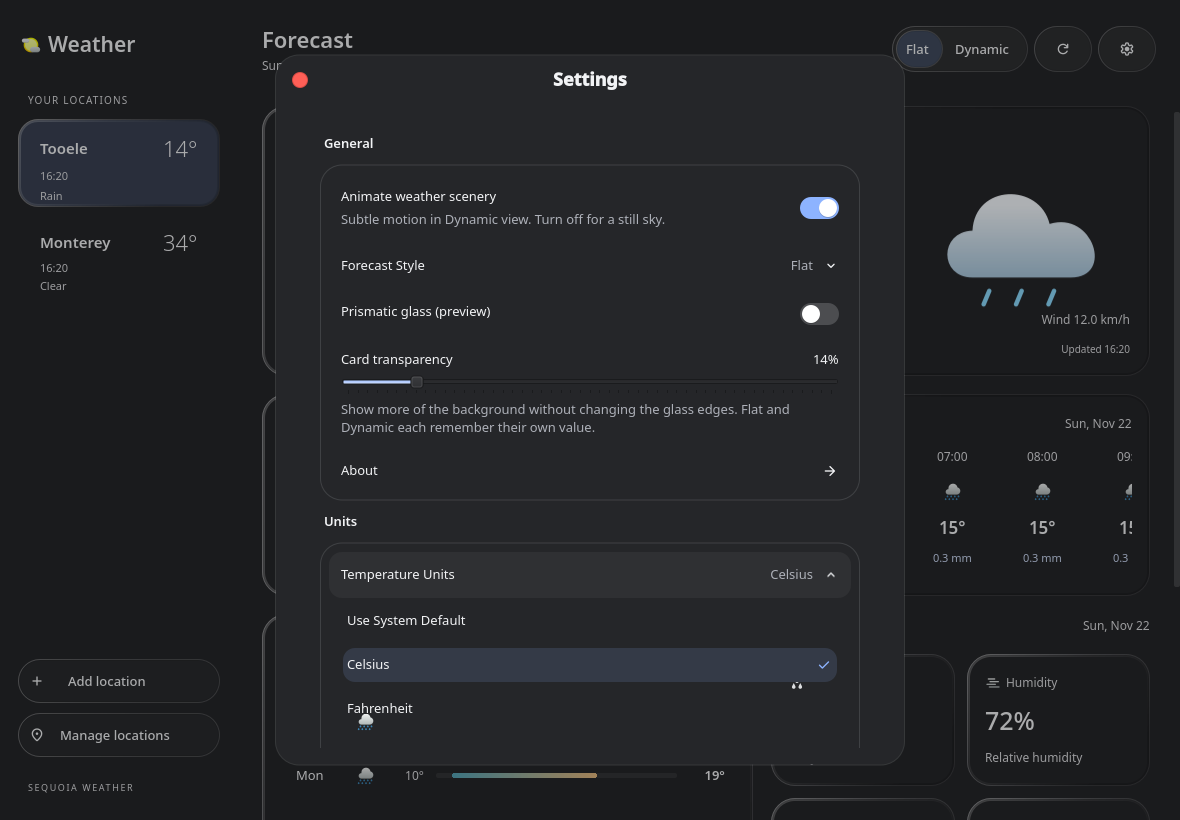 Weather
YOUR LOCATIONS
Tooele 14°
16:20
Rain
Monterey 34°
16:20
Clear
Add location
Manage locations
SEQUOIA WEATHER
Forecast
Flat Dynamic
Settings
General
Animate weather scenery
Subtle motion in Dynamic view. Turn off for a still sky.
Forecast Style Flat
Prismatic glass (preview)
Card transparency 14%
Show more of the background without changing the glass edges. Flat and
Dynamic each remember their own value.
About
Units
Temperature Units Celsius
Use System Default
Celsius
Fahrenheit
Wind 12.0 km/h
Updated 16:20
Sun, Nov 22
07:00 08:00 09:
15° 15°
0.3 mm 0.3 mm 0.3
Sun, Nov 22
Humidity
72%
Relative humidity
Mon 10° 19°